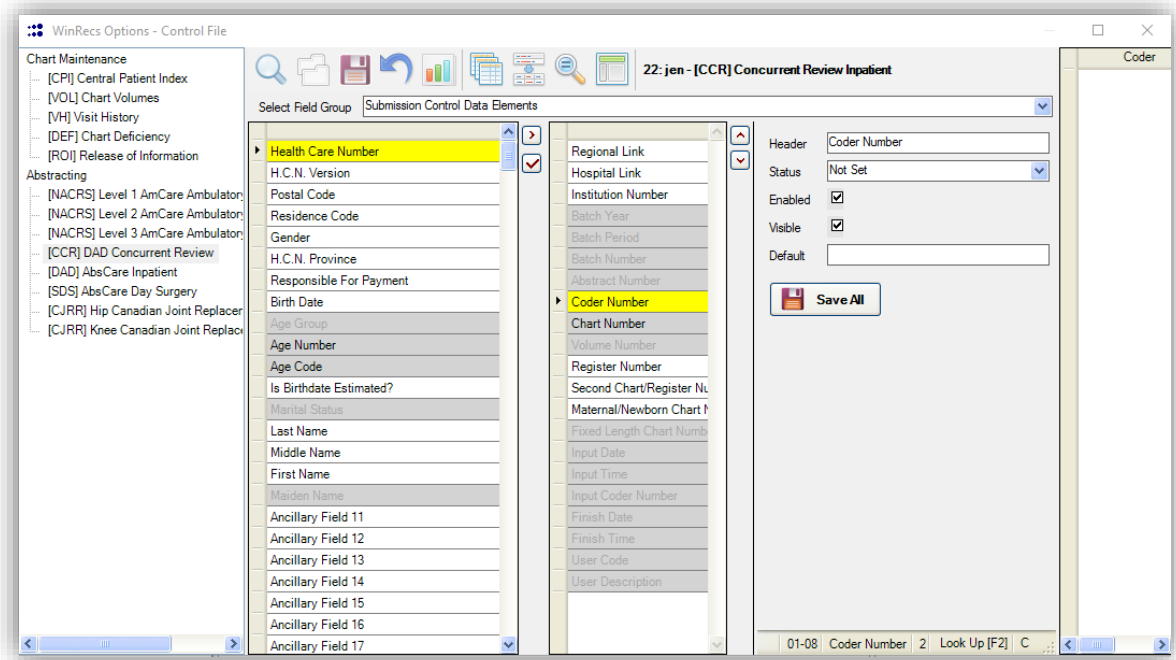 WinRecs Options - Control File
Chart Maintenance
[CPI] Central Patient Index
[VOL] Chart Volumes
[VH] Visit History
[DEF] Chart Deficiency
[ROI] Release of Information
Abstracting
[NACRS] Level 1 AmCare Ambulatory
[NACRS] Level 2 AmCare Ambulatory
[NACRS] Level 3 AmCare Ambulatory
[CCR] DAD Concurrent Review
[DAD] AbsCare Inpatient
[SDS] AbsCare Day Surgery
[CJRR] Hip Canadian Joint Replacer
[CJRR] Knee Canadian Joint Replace
22: jen - [CCR] Concurrent Review Inpatient
Select Field Group
Submission Control Data Elements
Health Care Number
H.C.N. Version
Postal Code
Residence Code
Gender
H.C.N. Province
Responsible For Payment
Birth Date
Age Group
Age Number
Age Code
Is Birthdate Estimated?
Marital Status
Last Name
Middle Name
First Name
Maiden Name
Ancillary Field 11
Ancillary Field 12
Ancillary Field 13
Ancillary Field 14
Ancillary Field 15
Ancillary Field 16
Ancillary Field 17
Regional Link
Hospital Link
Institution Number
Batch Year
Batch Period
Batch Number
Abstract Number
Coder Number
Chart Number
Volume Number
Register Number
Second Chart/Register Nu
Maternal/Newborn Chart N
Fixed Length Chart Numb
Input Date
Input Time
Input Coder Number
Finish Date
Finish Time
User Code
User Description
Header
Coder Number
Status
Not Set
Enabled
Visible
Default
Save All
01-08 Coder Number 2 Look Up [F2] C
Coder